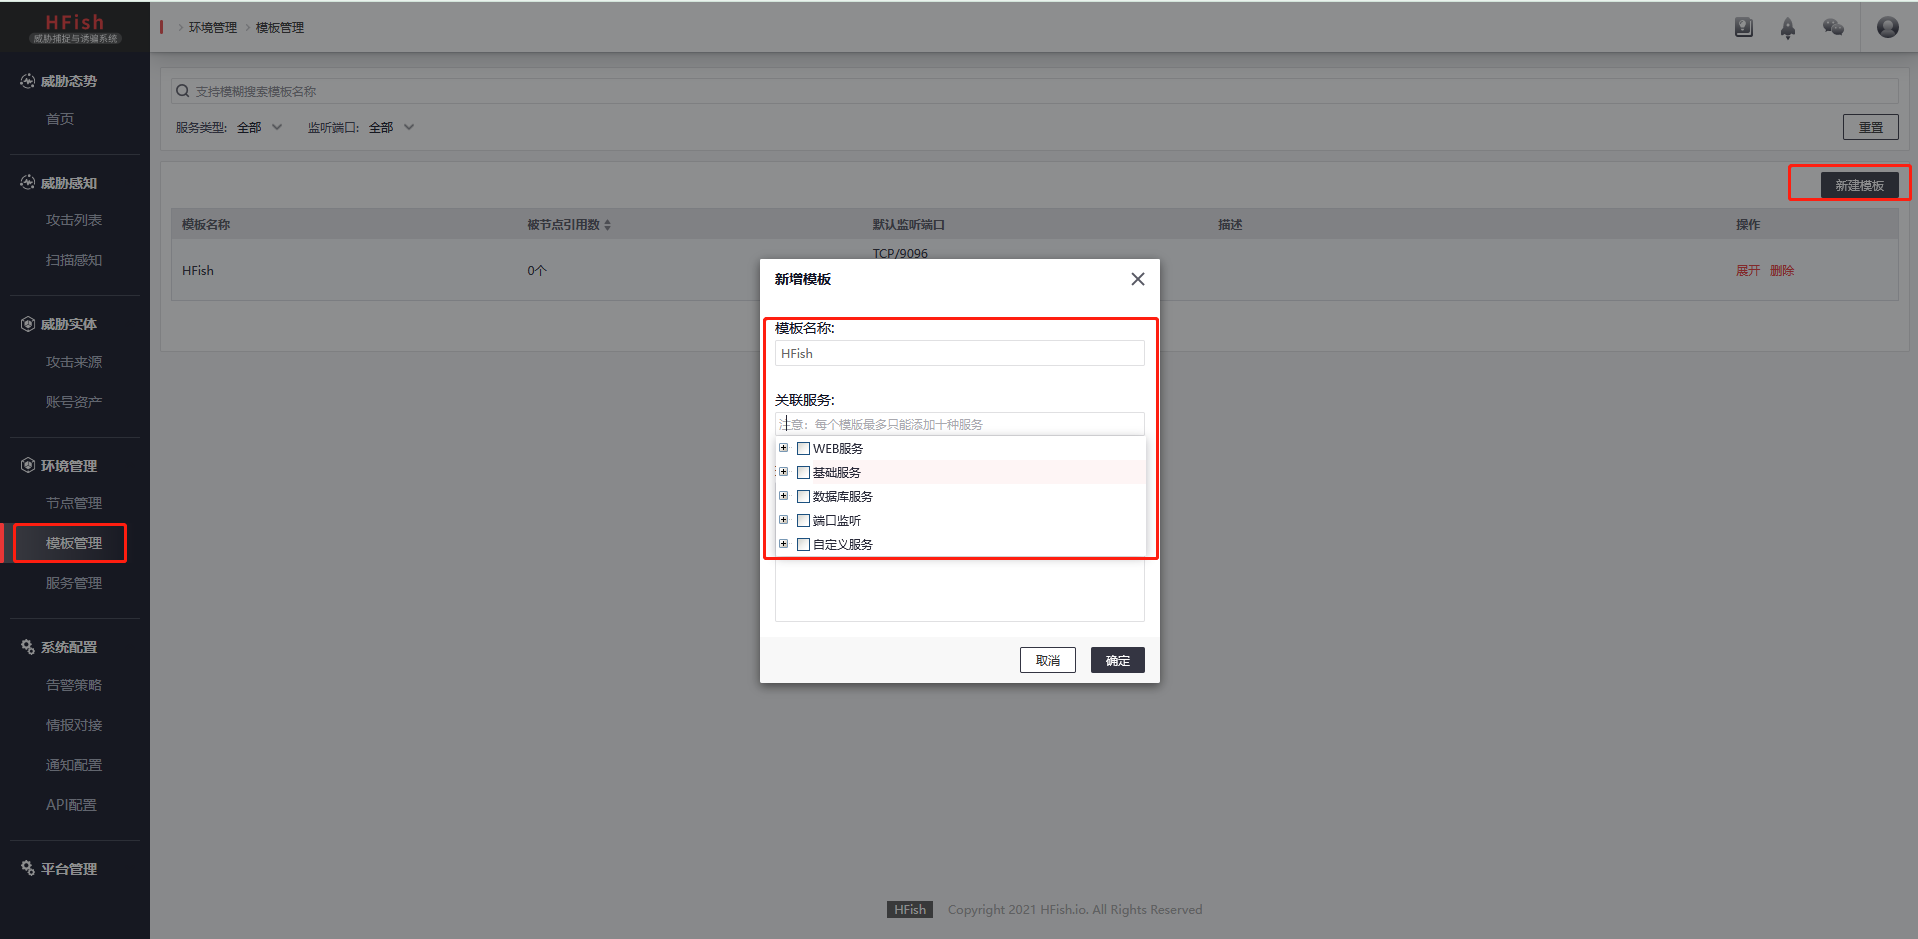 HFish
威胁捕捉与诱骗系统
环境管理
模板管理
威胁态势
首页
威胁感知
攻击列表
扫描感知
威胁实体
攻击来源
账号资产
环境管理
节点管理
模板管理
服务管理
系统配置
告警策略
情报对接
通知配置
API配置
平台管理
支持模糊搜索模板名称
服务类型: 全部 监听端口: 全部
重置
新建模板
模板名称 被节点引用数 默认监听端口 描述 操作
TCP/9096
HFish 0个 展开 删除
新增模板
模板名称:
HFish
关联服务:
注意：每个模版最多只能添加十种服务
WEB服务
基础服务
数据库服务
端口监听
自定义服务
取消 确定
HFish Copyright 2021 HFish.io. All Rights Reserved